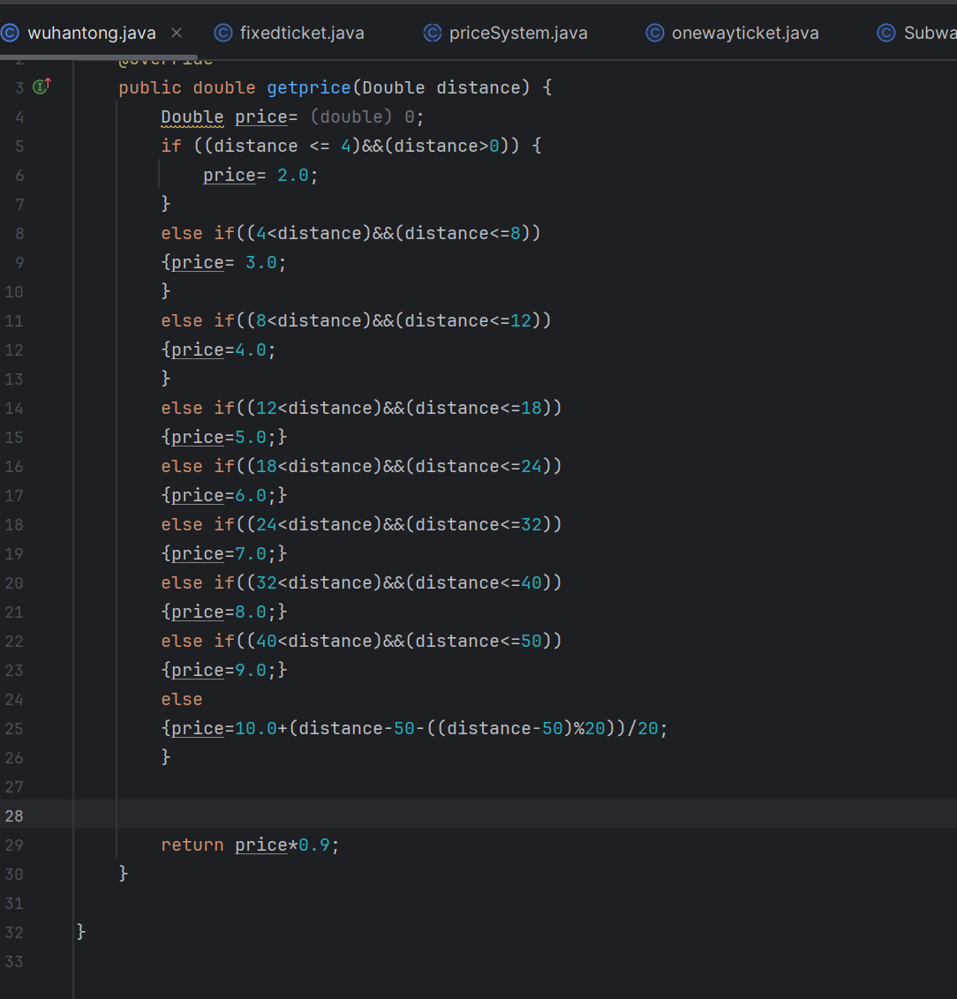 wuhantong.java × fixedticket.java priceSystem.java onewayticket.java Subwa
2 @Override
3 public double getprice(Double distance) {
4 Double price= (double) 0;
5 if ((distance <= 4)&&(distance>0)) {
6 price= 2.0;
7 }
8 else if((4<distance)&&(distance<=8))
9 {price= 3.0;
10 }
11 else if((8<distance)&&(distance<=12))
12 {price=4.0;
13 }
14 else if((12<distance)&&(distance<=18))
15 {price=5.0;}
16 else if((18<distance)&&(distance<=24))
17 {price=6.0;}
18 else if((24<distance)&&(distance<=32))
19 {price=7.0;}
20 else if((32<distance)&&(distance<=40))
21 {price=8.0;}
22 else if((40<distance)&&(distance<=50))
23 {price=9.0;}
24 else
25 {price=10.0+(distance-50-((distance-50)%20))/20;
26 }
27
28
29 return price*0.9;
30 }
31
32 }
33